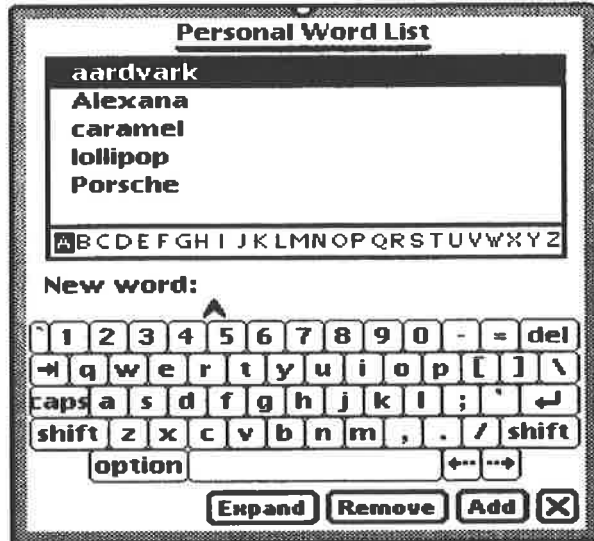 Personal Word List
aardvark
Alexana
caramel
lollipop
Porsche
A B C D E F G H I J K L M N O P Q R S T U V W X Y Z
New word:
` 1 2 3 4 5 6 7 8 9 0 - = del
q w e r t y u i o p [ ] \
caps a s d f g h j k l ; '
shift z x c v b n m , . / shift
option
Expand Remove Add X